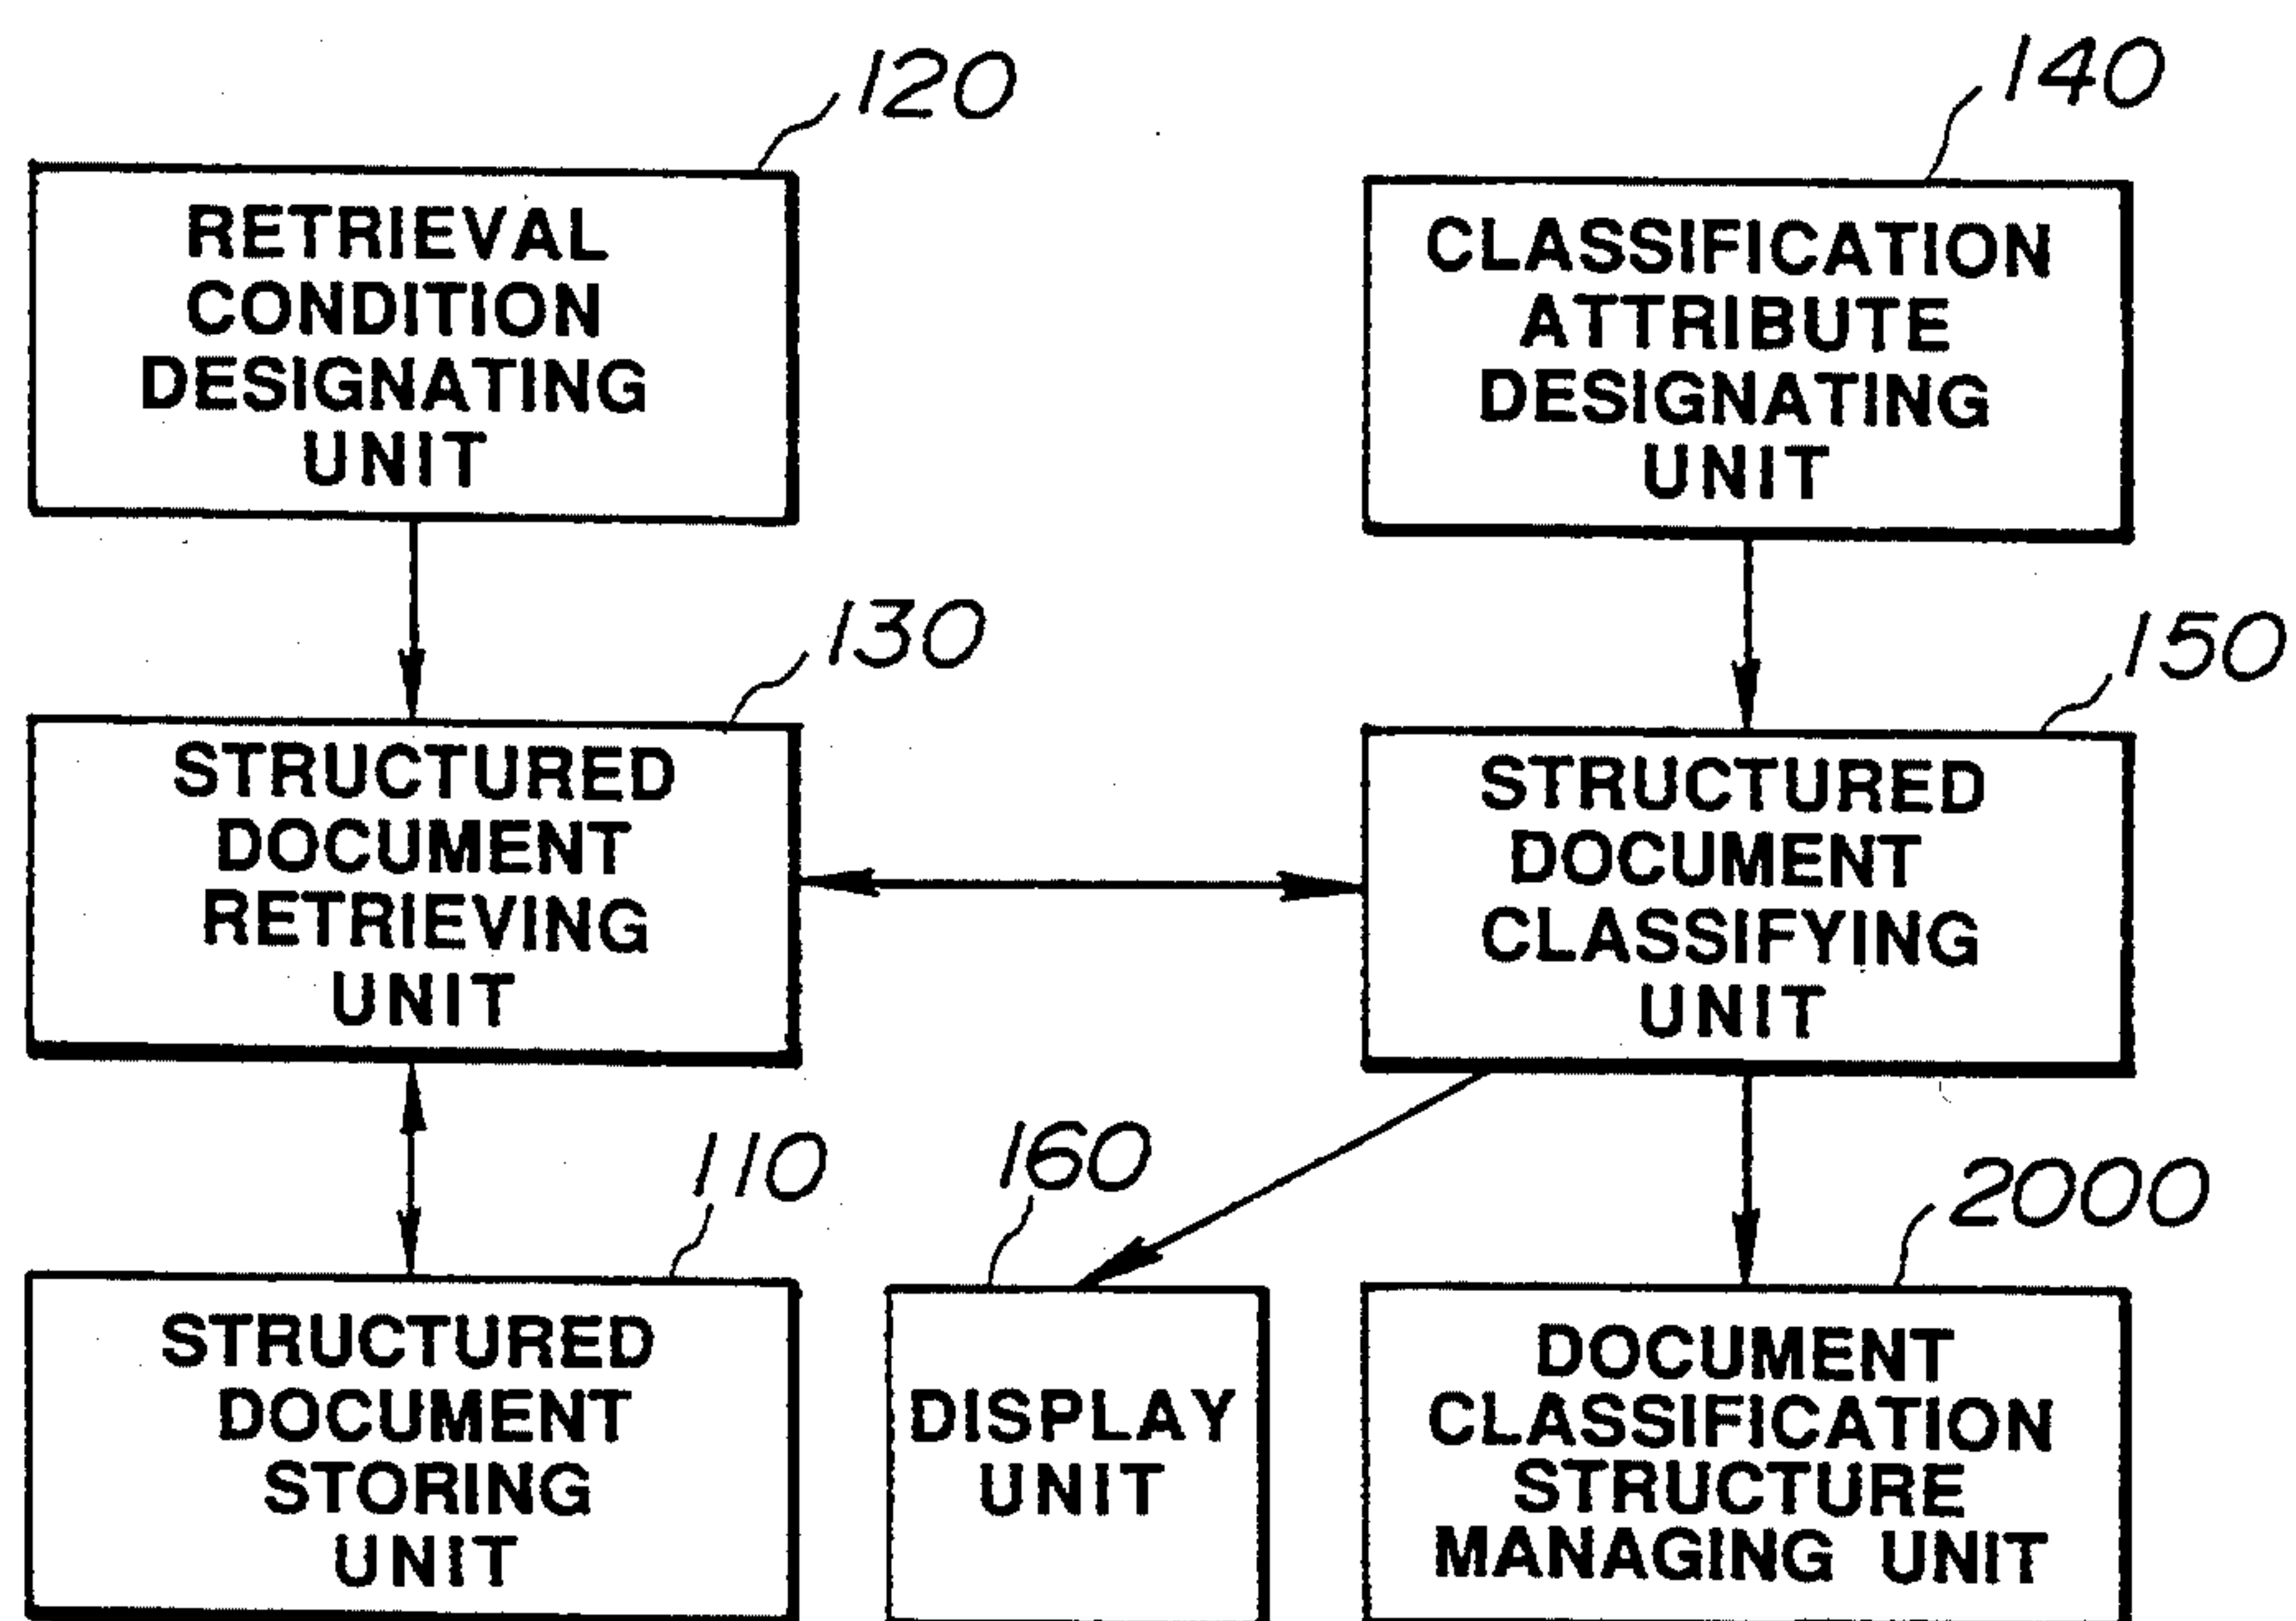 120
RETRIEVAL
CONDITION
DESIGNATING
UNIT
140
CLASSIFICATION
ATTRIBUTE
DESIGNATING
UNIT
130
STRUCTURED
DOCUMENT
RETRIEVING
UNIT
150
STRUCTURED
DOCUMENT
CLASSIFYING
UNIT
110
STRUCTURED
DOCUMENT
STORING
UNIT
160
DISPLAY
UNIT
2000
DOCUMENT
CLASSIFICATION
STRUCTURE
MANAGING UNIT